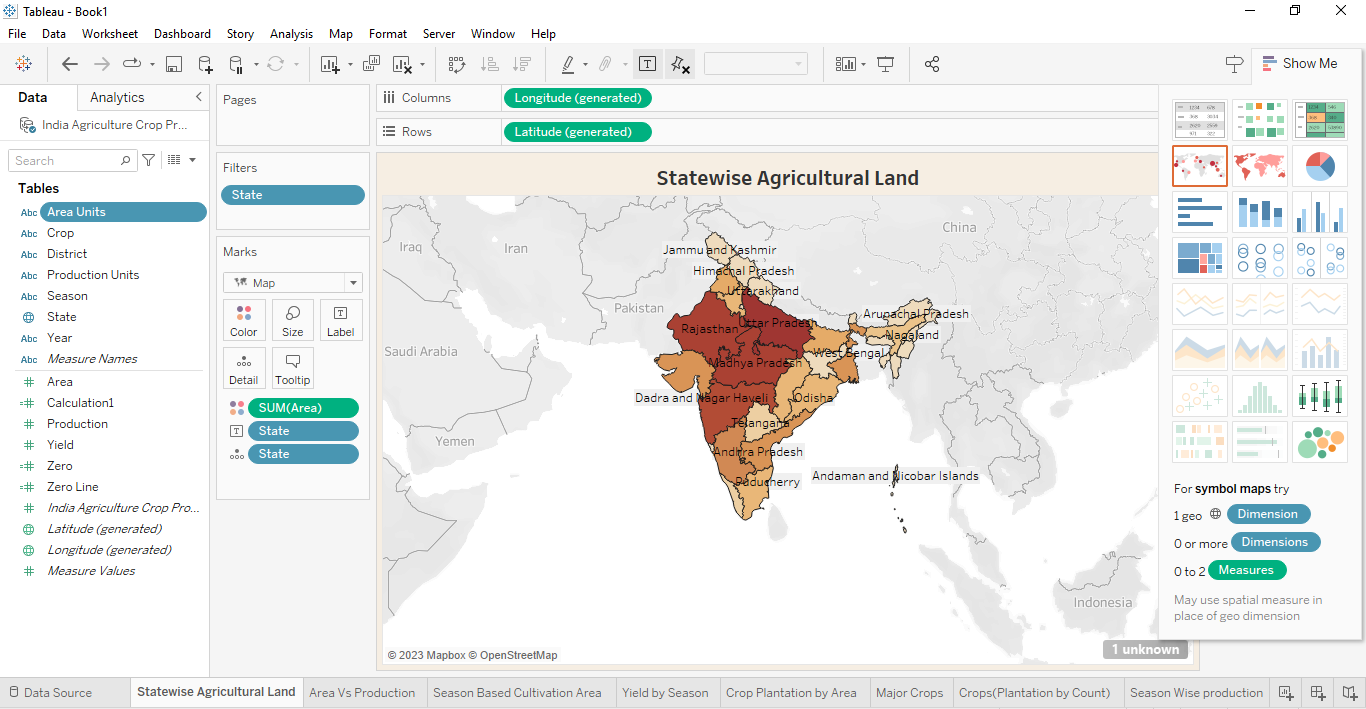 Tableau - Book1
File Data Worksheet Dashboard Story Analysis Map Format Server Window Help
Show Me
Data Analytics
India Agriculture Crop Pr...
Search
Tables
Abc Area Units
Abc Crop
Abc District
Abc Production Units
Abc Season
State
Abc Year
Abc Measure Names
# Area
=# Calculation1
# Production
# Yield
=# Zero
=# Zero Line
# India Agriculture Crop Pro...
Latitude (generated)
Longitude (generated)
# Measure Values
Pages
Filters
State
Marks
Map
Color Size Label
Detail Tooltip
SUM(Area)
State
State
Columns Longitude (generated)
Rows Latitude (generated)
Statewise Agricultural Land
China
Iraq
Iran
Jammu and Kashmir
Himachal Pradesh
Uttarakhand
Pakistan
Arunachal Pradesh
Uttar Pradesh
Rajasthan
Nagaland
Saudi Arabia
West Bengal
Madhya Pradesh
Dadra and Nagar Haveli
Odisha
Telangana
Yemen
Andhra Pradesh
Andaman and Nicobar Islands
Puducherry
Indonesia
1 unknown
© 2023 Mapbox © OpenStreetMap
For symbol maps try
1 geo Dimension
0 or more Dimensions
0 to 2 Measures
May use spatial measure in
place of geo dimension
Data Source Statewise Agricultural Land Area Vs Production Season Based Cultivation Area Yield by Season Crop Plantation by Area Major Crops Crops(Plantation by Count) Season Wise production